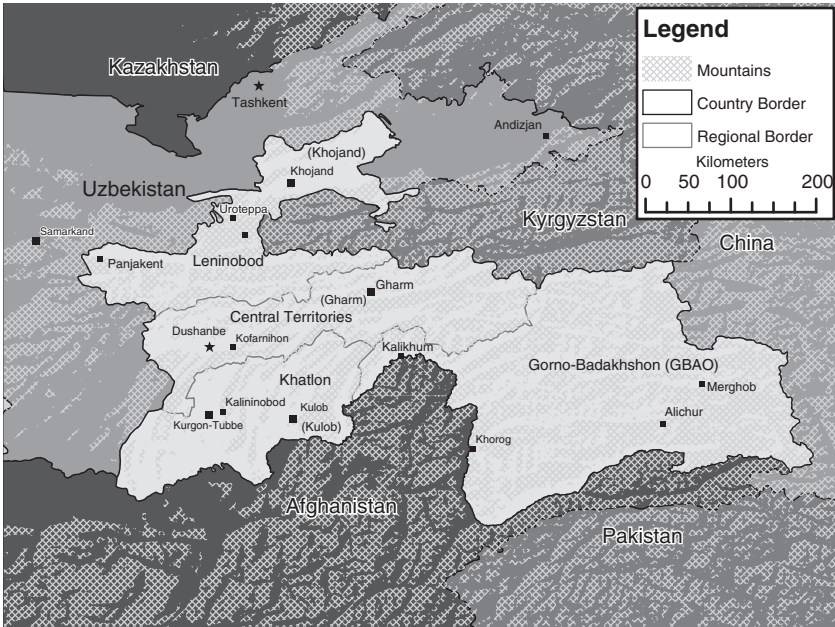 Legend
Mountains
Country Border
Regional Border
Kilometers
0 50 100 200
Kazakhstan
Tashkent
Andizjan
(Khojand)
Khojand
Uzbekistan
Uroteppa
Kyrgyzstan
Samarkand
China
Panjakent
Leninobod
Gharm
(Gharm)
Central Territories
Dushanbe
Kofarnihon
Kalikhum
Khatlon
Gorno-Badakhshon (GBAO)
Merghob
Kalininobod
Kulob
Alichur
Kurgon-Tubbe
(Kulob)
Khorog
Afghanistan
Pakistan